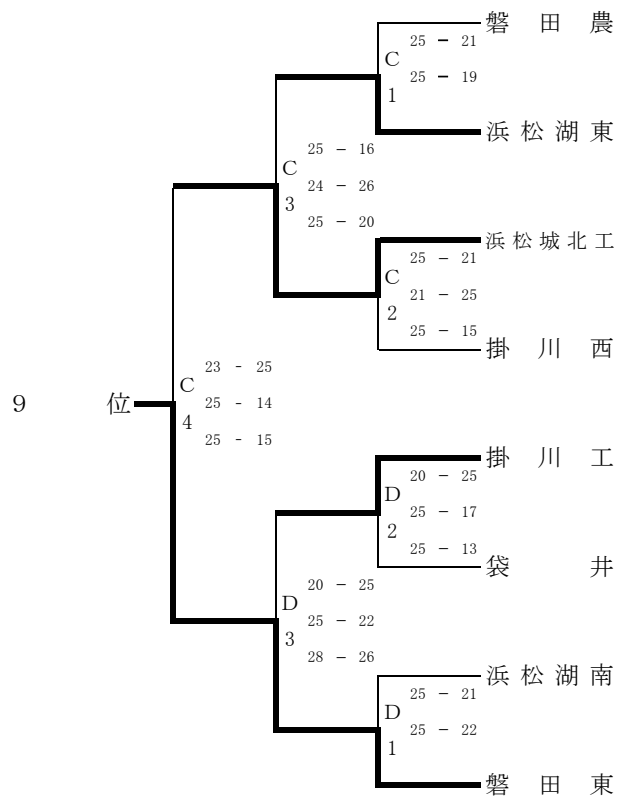 磐田農
25 － 21
C
25 － 19
1
浜松湖東
25 － 16
C
24 － 26
3
25 － 20
浜松城北工
25 － 21
C
21 － 25
2
25 － 15
掛川西
23 - 25
C
25 - 14
9位
4
25 - 15
掛川工
20 － 25
D
25 － 17
2
25 － 13
袋井
20 － 25
D
25 － 22
3
28 － 26
浜松湖南
25 － 21
D
25 － 22
1
磐田東